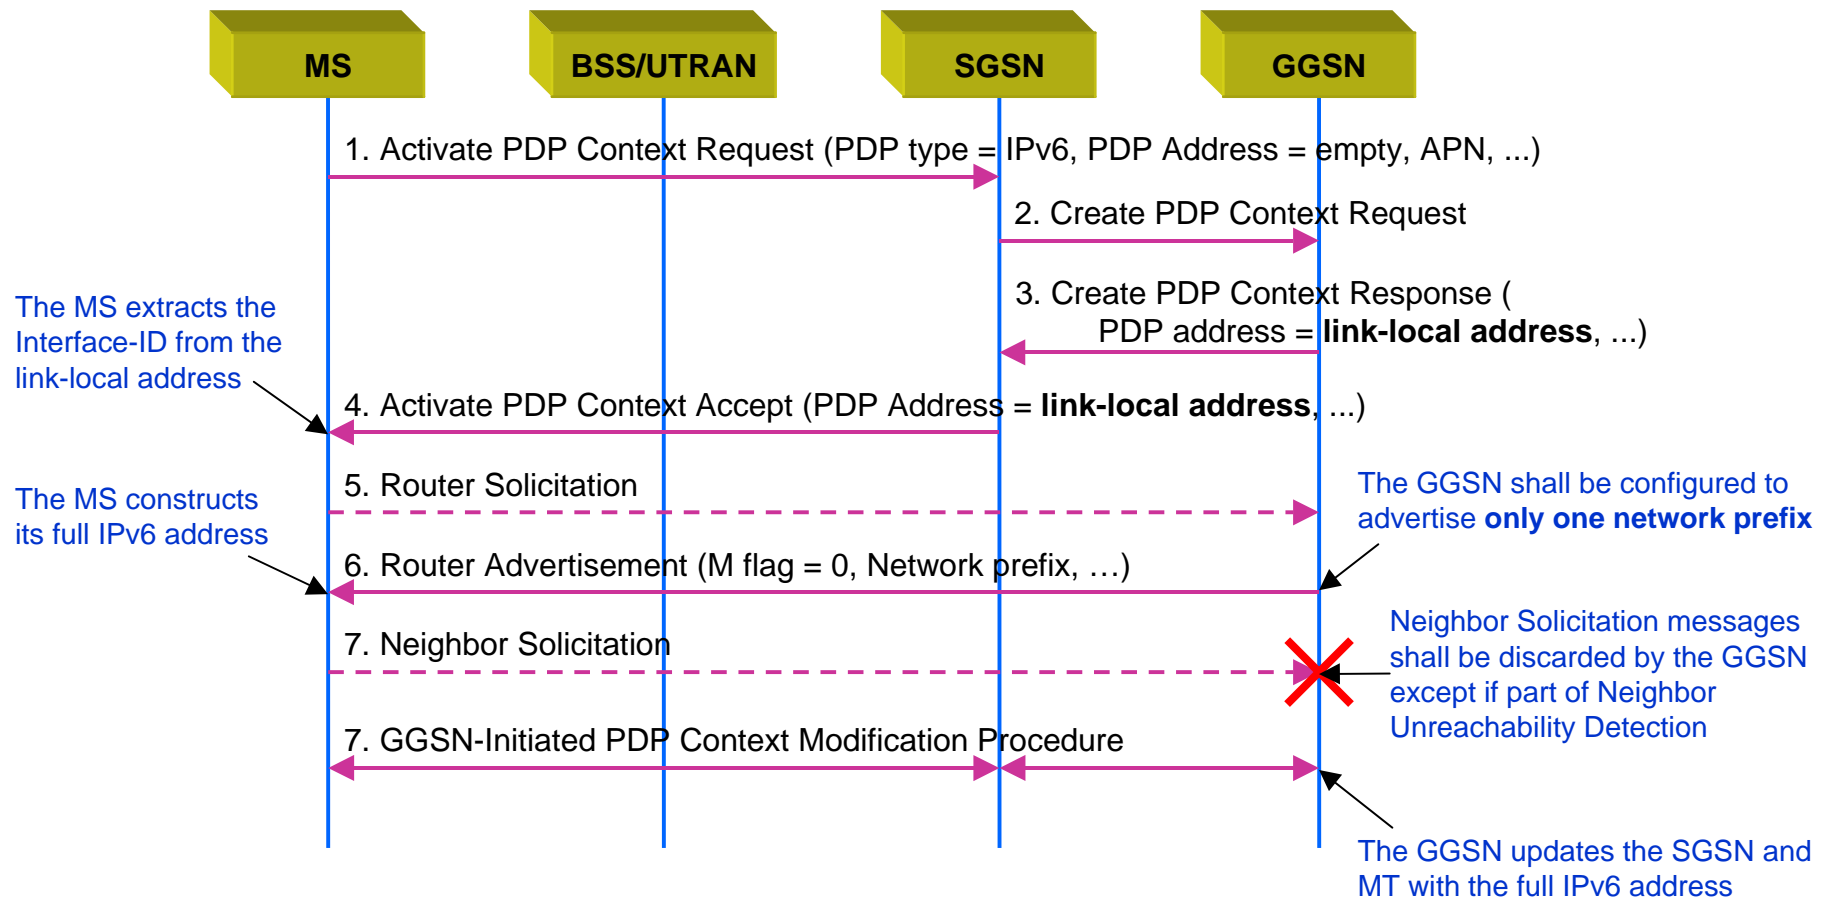 MS
BSS/UTRAN
SGSN
GGSN
1. Activate PDP Context Request (PDP type = IPv6, PDP Address = empty, APN, ...)
2. Create PDP Context Request
3. Create PDP Context Response (
PDP address = link-local address, ...)
The MS extracts the
Interface-ID from the
link-local address
4. Activate PDP Context Accept (PDP Address = link-local address, ...)
5. Router Solicitation
The GGSN shall be configured to
advertise only one network prefix
The MS constructs
its full IPv6 address
6. Router Advertisement (M flag = 0, Network prefix, …)
7. Neighbor Solicitation
Neighbor Solicitation messages
shall be discarded by the GGSN
except if part of Neighbor
Unreachability Detection
7. GGSN-Initiated PDP Context Modification Procedure
The GGSN updates the SGSN and
MT with the full IPv6 address